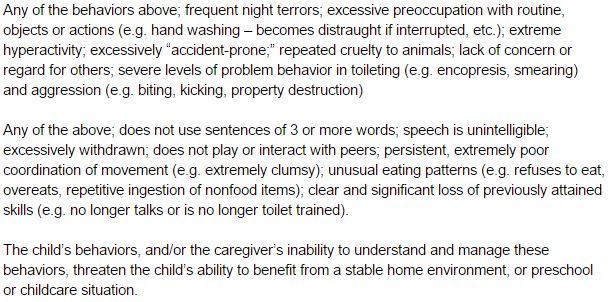 Any of the behaviors above; frequent night terrors; excessive preoccupation with routine,
objects or actions (e.g. hand washing – becomes distraught if interrupted, etc.); extreme
hyperactivity; excessively “accident-prone;” repeated cruelty to animals; lack of concern or
regard for others; severe levels of problem behavior in toileting (e.g. encopresis, smearing)
and aggression (e.g. biting, kicking, property destruction)
Any of the above; does not use sentences of 3 or more words; speech is unintelligible;
excessively withdrawn; does not play or interact with peers; persistent, extremely poor
coordination of movement (e.g. extremely clumsy); unusual eating patterns (e.g. refuses to eat,
overeats, repetitive ingestion of nonfood items); clear and significant loss of previously attained
skills (e.g. no longer talks or is no longer toilet trained).
The child’s behaviors, and/or the caregiver’s inability to understand and manage these
behaviors, threaten the child’s ability to benefit from a stable home environment, or preschool
or childcare situation.